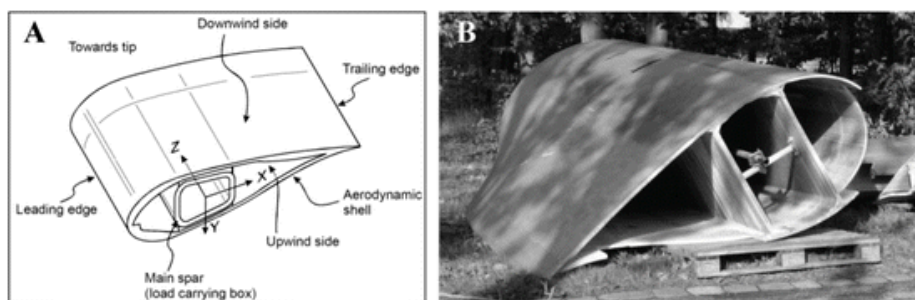 A
Towards tip
Downwind side
Trailing edge
Z
X
Y
Leading edge
Aerodynamic
shell
Upwind side
Main spar
(load carrying box)
B